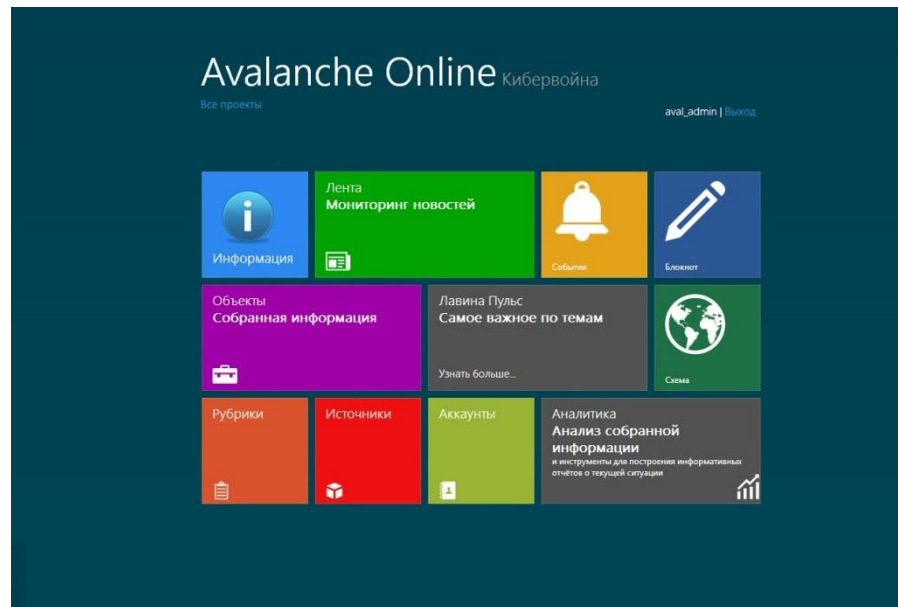 Avalanche Online Кибервойна
Все проекты
aval_admin | Выход
Информация
Лента
Мониторинг новостей
События
Блокнот
Объекты
Собранная информация
Лавина Пульс
Самое важное по темам
Узнать больше...
Схема
Рубрики
Источники
Аккаунты
Аналитика
Анализ собранной
информации
и инструменты для построения информативных
отчётов о текущей ситуации